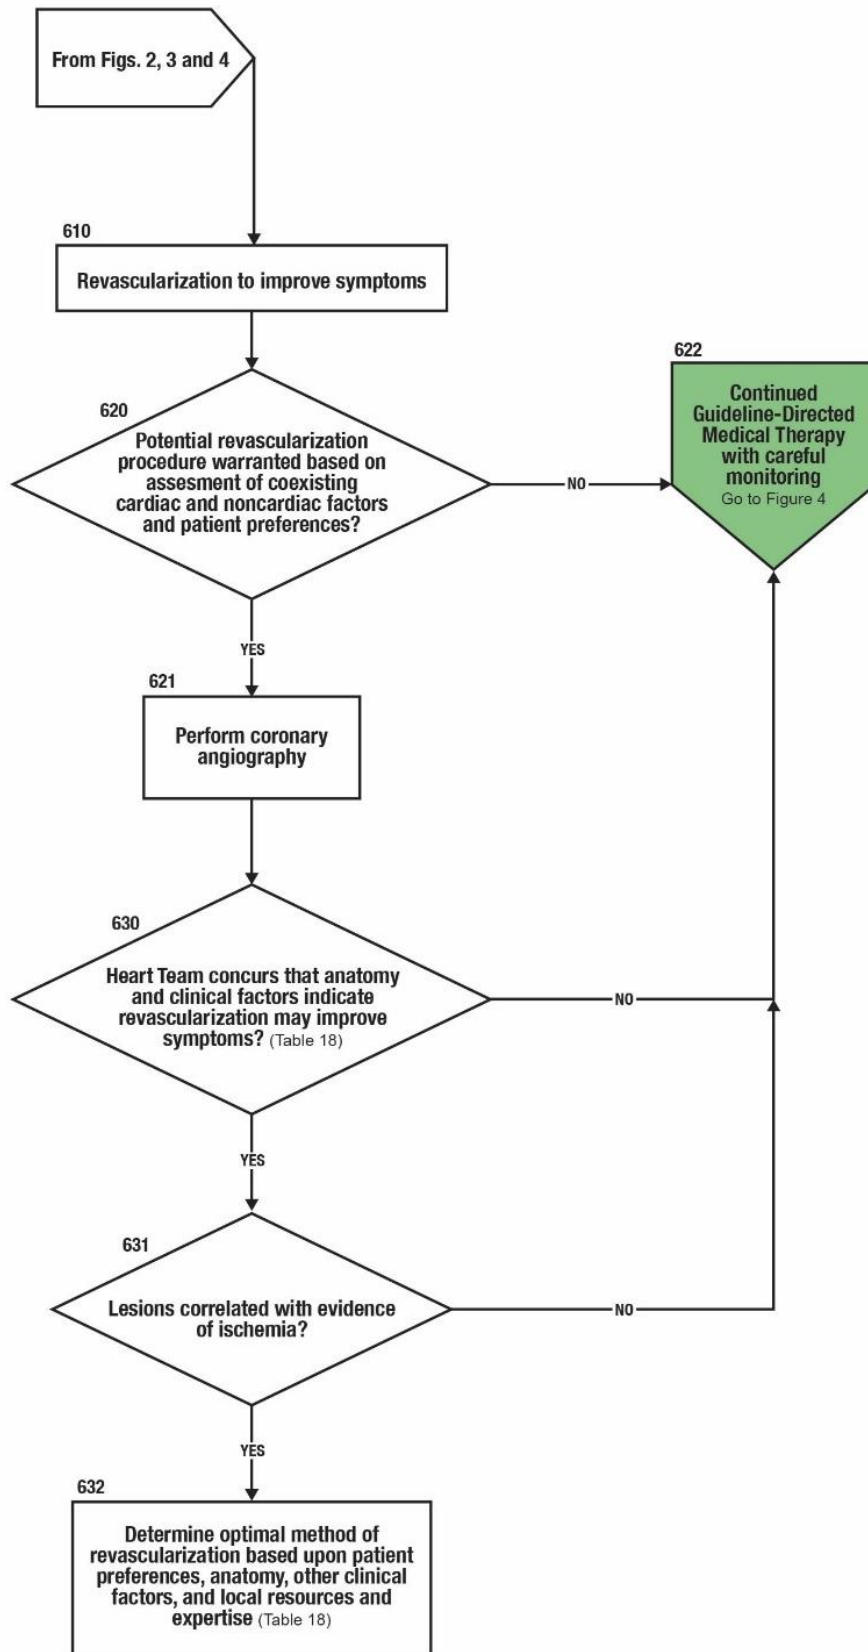 From Figs. 2, 3 and 4
610
Revascularization to improve symptoms
620
Potential revascularization
procedure warranted based on
assesment of coexisting
cardiac and noncardiac factors
and patient preferences?
NO
622
Continued
Guideline-Directed
Medical Therapy
with careful
monitoring
Go to Figure 4
YES
621
Perform coronary
angiography
630
Heart Team concurs that anatomy
and clinical factors indicate
revascularization may improve
symptoms? (Table 18)
NO
YES
631
Lesions correlated with evidence
of ischemia?
NO
YES
632
Determine optimal method of
revascularization based upon patient
preferences, anatomy, other clinical
factors, and local resources and
expertise (Table 18)